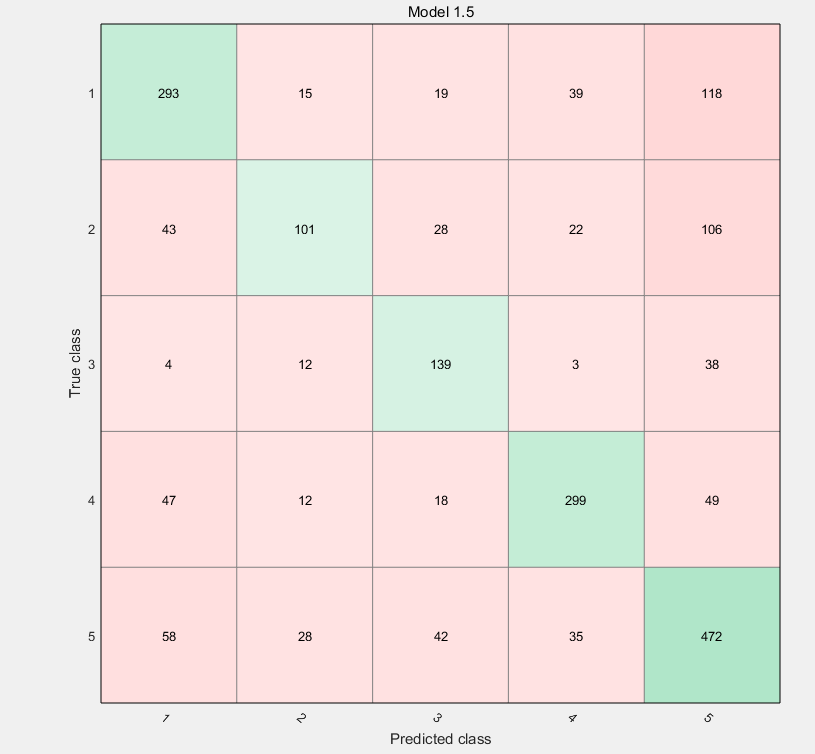 Model 1.5
1 293 15 19 39 118
2 43 101 28 22 106
True class
3 4 12 139 3 38
4 47 12 18 299 49
5 58 28 42 35 472
1 2 3 4 5
Predicted class